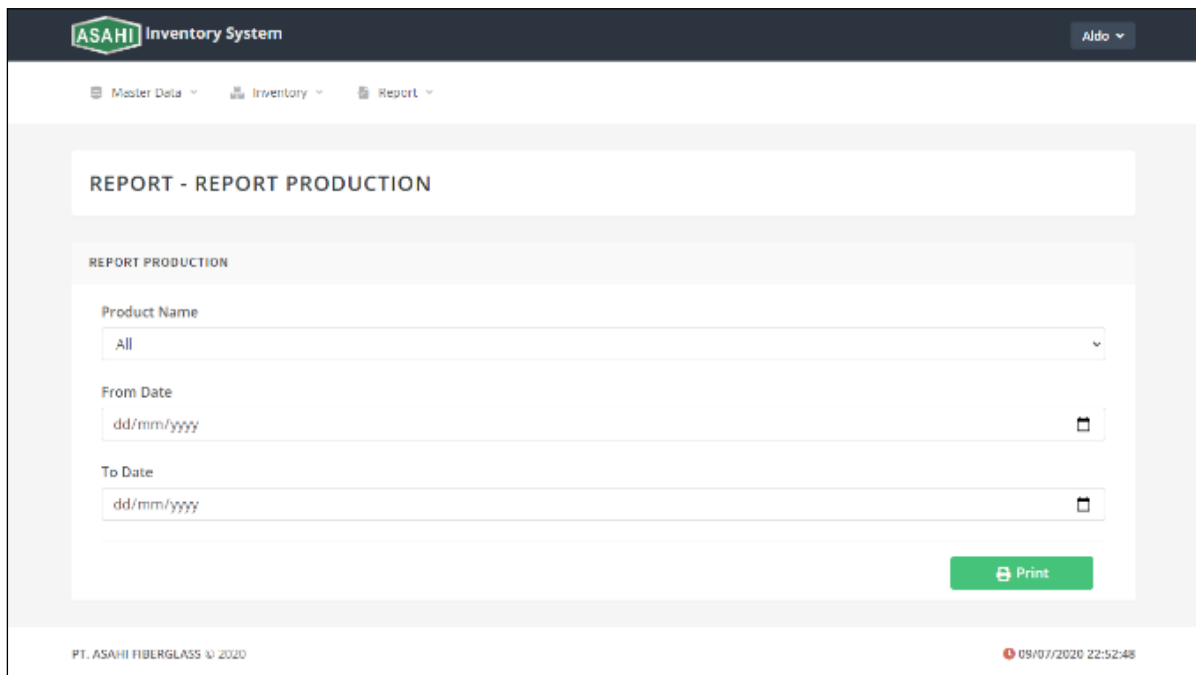 ASAHI Inventory System
Aldo
Master Data
Inventory
Report
REPORT - REPORT PRODUCTION
REPORT PRODUCTION
Product Name
All
From Date
dd/mm/yyyy
To Date
dd/mm/yyyy
Print
PT. ASAHI FIBERGLASS © 2020
09/07/2020 22:52:48